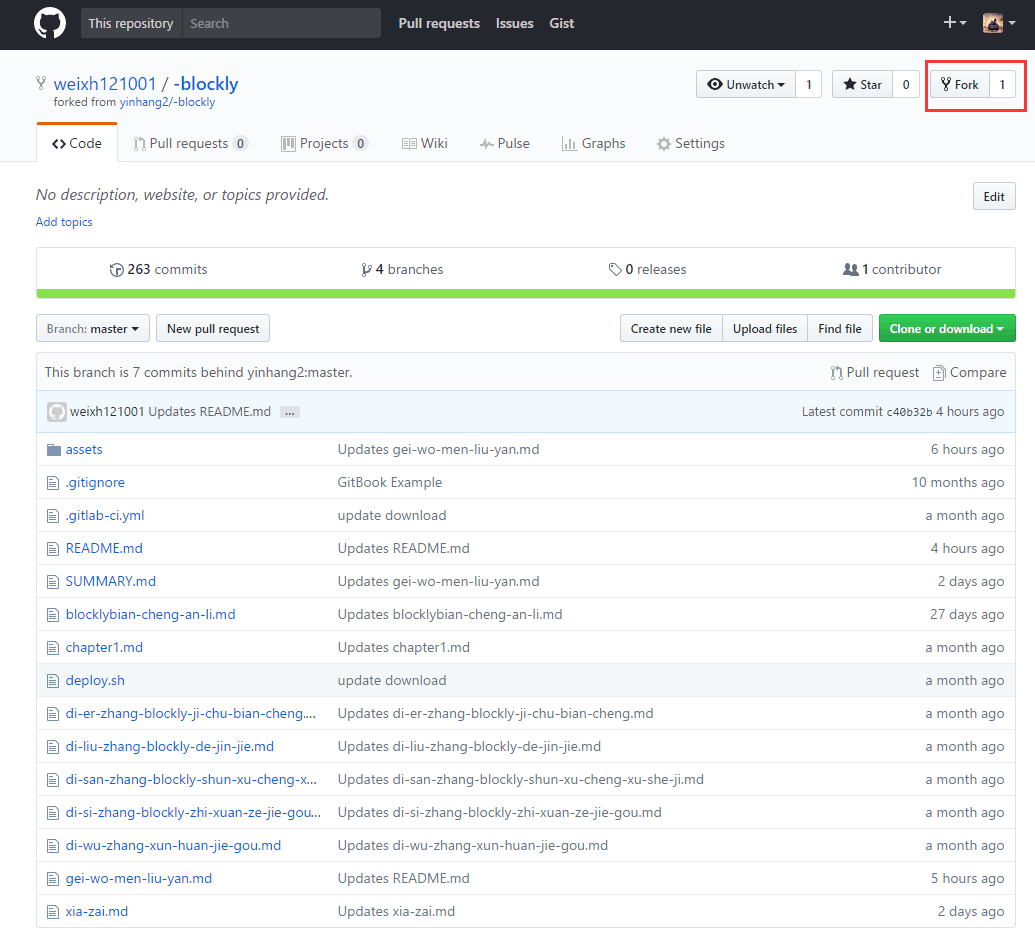 This repository Search Pull requests Issues Gist
weixh121001 / -blockly Unwatch 1 Star 0 Fork 1
forked from yinhang2/-blockly
Code Pull requests 0 Projects 0 Wiki Pulse Graphs Settings
No description, website, or topics provided. Edit
Add topics
263 commits 4 branches 0 releases 1 contributor
Branch: master New pull request Create new file Upload files Find file Clone or download
This branch is 7 commits behind yinhang2:master. Pull request Compare
weixh121001 Updates README.md ... Latest commit c40b32b 4 hours ago
assets Updates gei-wo-men-liu-yan.md 6 hours ago
.gitignore GitBook Example 10 months ago
.gitlab-ci.yml update download a month ago
README.md Updates README.md 4 hours ago
SUMMARY.md Updates gei-wo-men-liu-yan.md 2 days ago
blocklybian-cheng-an-li.md Updates blocklybian-cheng-an-li.md 27 days ago
chapter1.md Updates chapter1.md a month ago
deploy.sh update download a month ago
di-er-zhang-blockly-ji-chu-bian-cheng.... Updates di-er-zhang-blockly-ji-chu-bian-cheng.md a month ago
di-liu-zhang-blockly-de-jin-jie.md Updates di-liu-zhang-blockly-de-jin-jie.md a month ago
di-san-zhang-blockly-shun-xu-cheng-x... Updates di-san-zhang-blockly-shun-xu-cheng-xu-she-ji.md a month ago
di-si-zhang-blockly-zhi-xuan-ze-jie-gou... Updates di-si-zhang-blockly-zhi-xuan-ze-jie-gou.md a month ago
di-wu-zhang-xun-huan-jie-gou.md Updates di-wu-zhang-xun-huan-jie-gou.md a month ago
gei-wo-men-liu-yan.md Updates README.md 5 hours ago
xia-zai.md Updates xia-zai.md 2 days ago